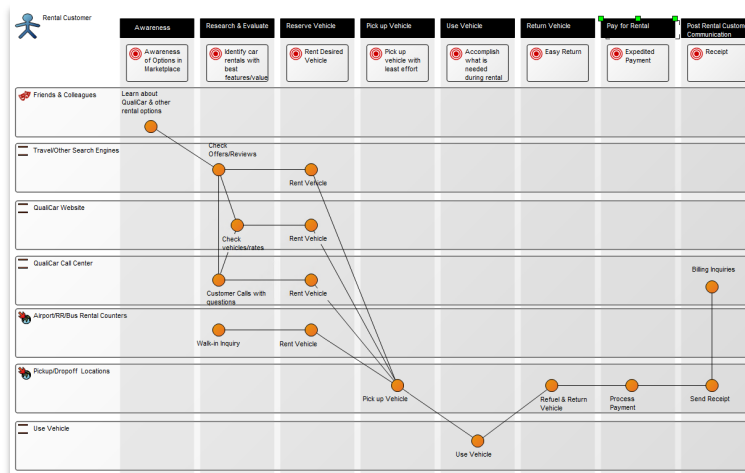 Rental Customer
Awareness
Research & Evaluate
Reserve Vehicle
Pick up Vehicle
Use Vehicle
Return Vehicle
Pay for Rental
Post Rental Custome
Communication
Awareness
of Options in
Marketplace
Identify car
rentals with
best
features/value
Rent Desired
Vehicle
Pick up
vehicle with
least effort
Accomplish
what is
needed
during rental
Easy Return
Expedited
Payment
Receipt
Friends & Colleagues
Learn about
QualiCar & other
rental options
Travel/Other Search Engines
Check
Offers/Reviews
Rent Vehicle
QualiCar Website
Check
vehicles/rates
Rent Vehicle
QualiCar Call Center
Customer Calls with
questions
Rent Vehicle
Billing Inquiries
Airport/RR/Bus Rental Counters
Walk-in Inquiry
Rent Vehicle
Pickup/Dropoff Locations
Pick up Vehicle
Refuel & Return
Vehicle
Process
Payment
Send Receipt
Use Vehicle
Use Vehicle